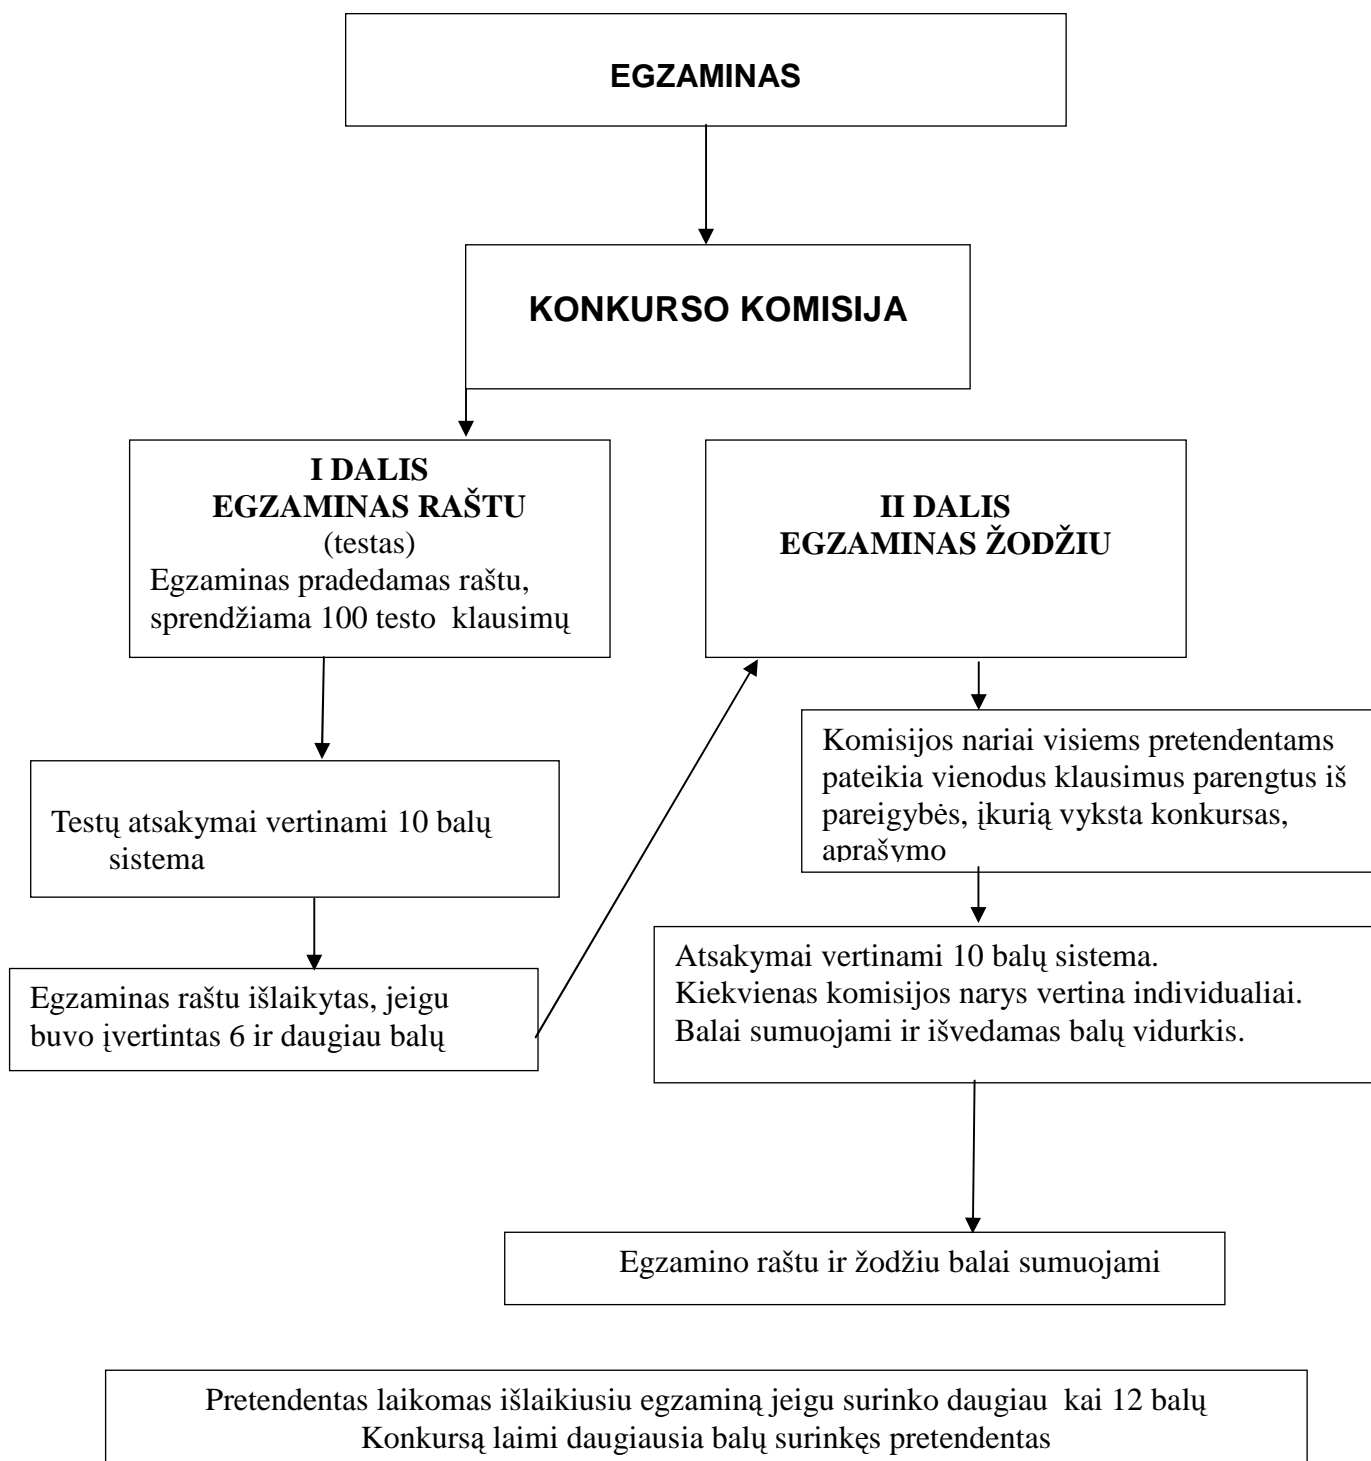 EGZAMINAS
KONKURSO KOMISIJA
I DALIS
EGZAMINAS RAŠTU
(testas)
Egzaminas pradedamas raštu,
sprendžiama 100 testo klausimų
Testų atsakymai vertinami 10 balų
sistema
Egzaminas raštu išlaikytas, jeigu
buvo įvertintas 6 ir daugiau balų
II DALIS
EGZAMINAS ŽODŽIU
Komisijos nariai visiems pretendentams
pateikia vienodus klausimus parengtus iš
pareigybės, įkurią vyksta konkursas,
aprašymo
Atsakymai vertinami 10 balų sistema.
Kiekvienas komisijos narys vertina individualiai.
Balai sumuojami ir išvedamas balų vidurkis.
Egzamino raštu ir žodžiu balai sumuojami
Pretendentas laikomas išlaikiusiu egzaminą jeigu surinko daugiau kai 12 balų
Konkursą laimi daugiausia balų surinkęs pretendentas